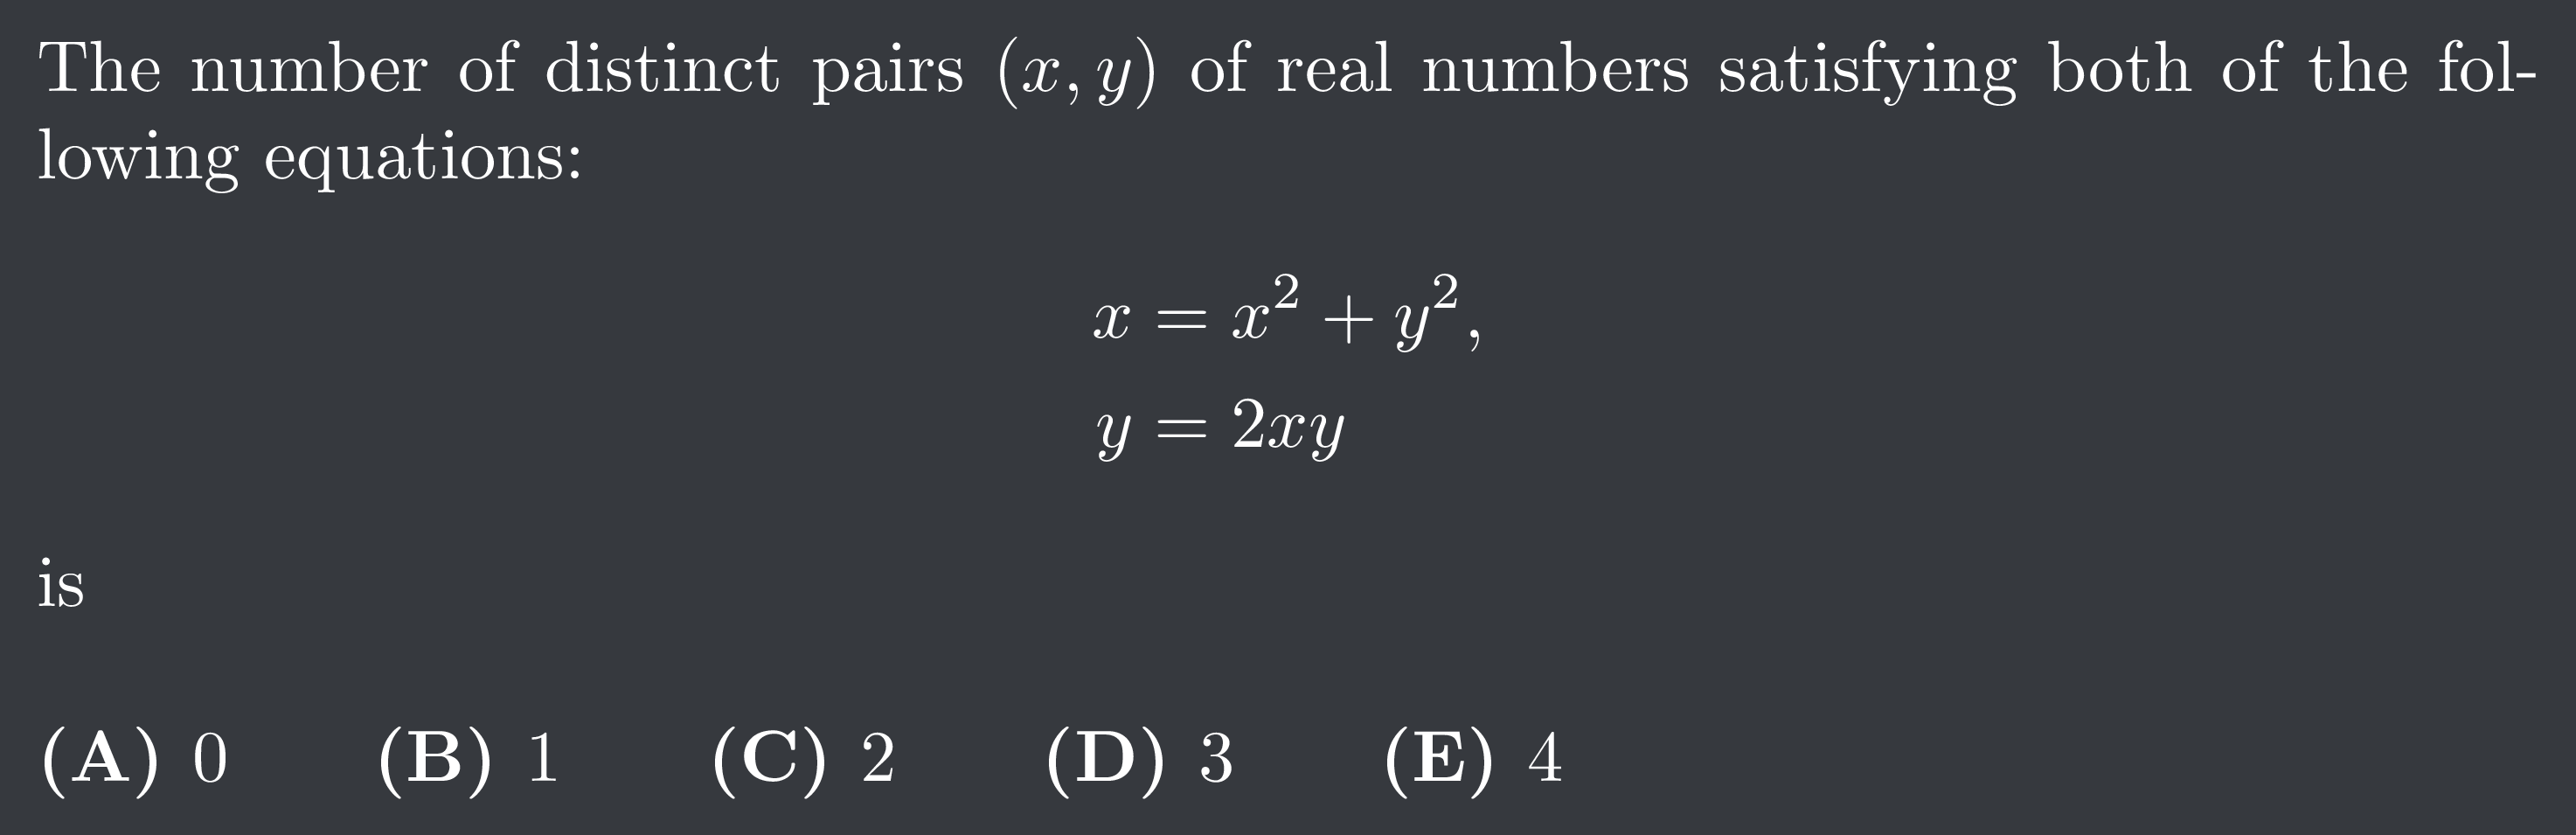 The number of distinct pairs (x, y) of real numbers satisfying both of the fol-
lowing equations:
x = x² + y²,
y = 2xy
is
(A) 0 (B) 1 (C) 2 (D) 3 (E) 4